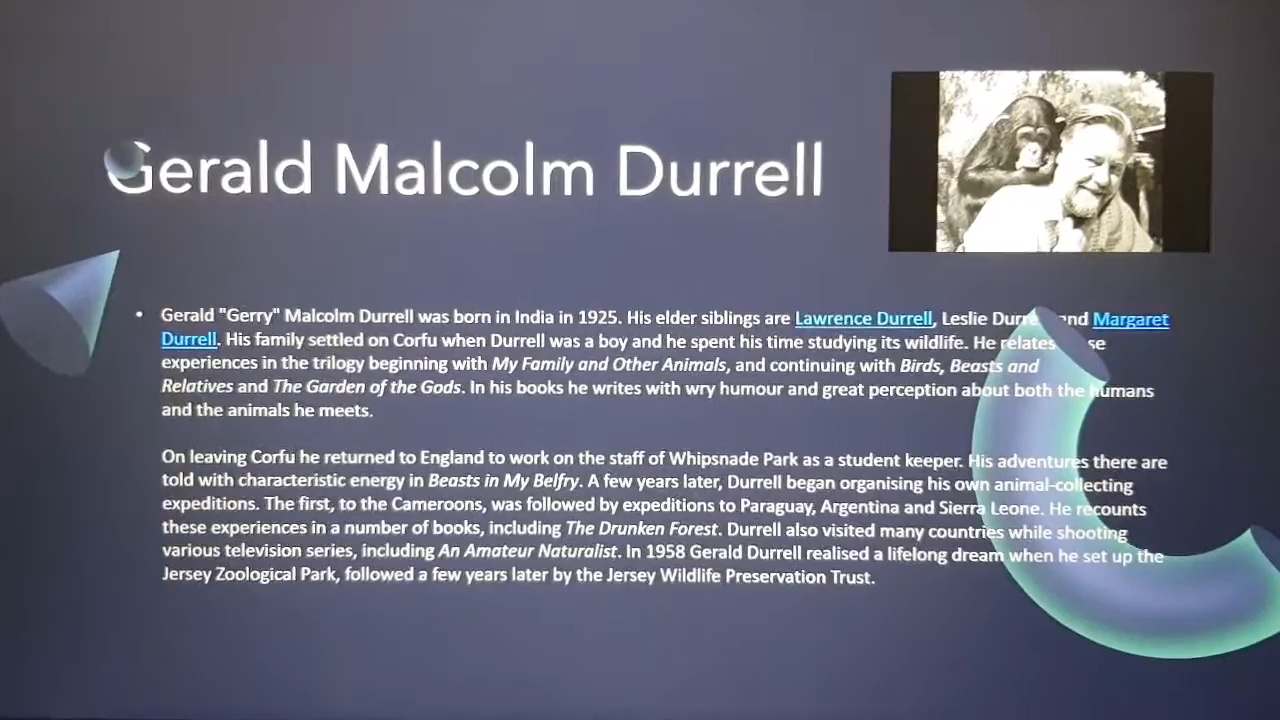 Gerald Malcolm Durrell
• Gerald "Gerry" Malcolm Durrell was born in India in 1925. His elder siblings are Lawrence Durrell, Leslie and Margaret
Durrell. His family settled on Corfu when Durrell was a boy and he spent his time studying its wildlife. He relates
experiences in the trilogy beginning with My Family and Other Animals, and continuing with Birds, Beasts and
Relatives and The Garden of the Gods. In his books he writes with wry humour and great perception about both the humans
and the animals he meets.
On leaving Corfu he returned to England to work on the staff of Whipsnade Park as a student keeper. His adventures there are
told with characteristic energy in Beasts in My Belfry. A few years later, Durrell began organising his own animal-collecting
expeditions. The first, to the Cameroons, was followed by expeditions to Paraguay, Argentina and Sierra Leone. He recounts
these experiences in a number of books, including The Drunken Forest. Durrell also visited many countries while shooting
various television series, including An Amateur Naturalist. In 1958 Gerald Durrell realised a lifelong dream when he set up the
Jersey Zoological Park, followed a few years later by the Jersey Wildlife Preservation Trust.